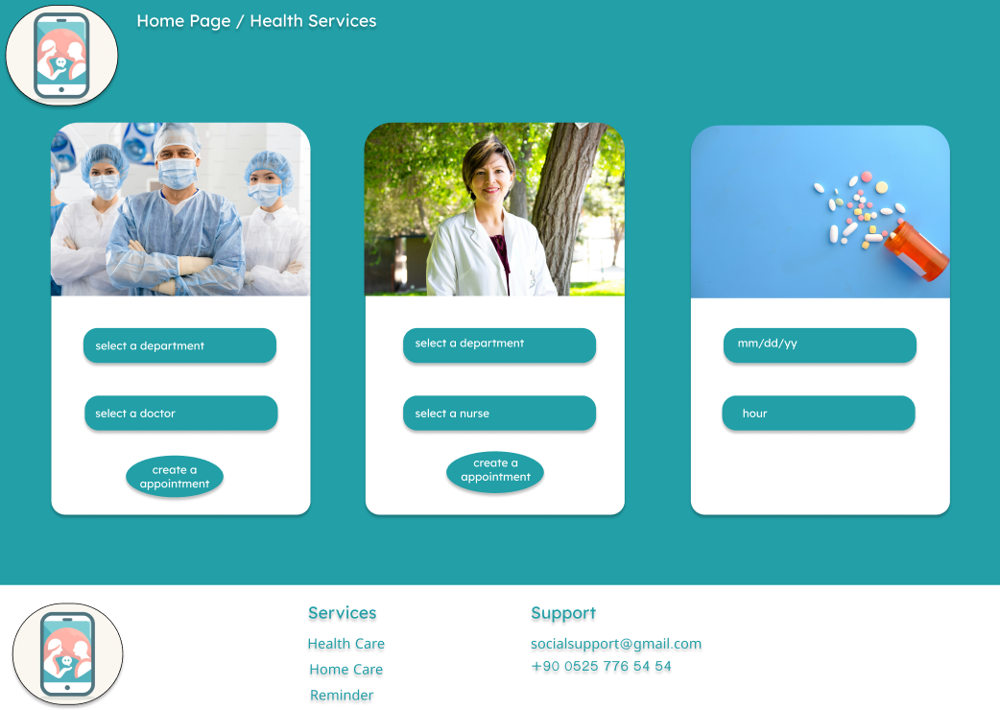 Home Page / Health Services
select a department
select a doctor
create a
appointment
select a department
select a nurse
create a
appointment
mm/dd/yy
hour
Services
Health Care
Home Care
Reminder
Support
socialsupport@gmail.com
+90 0525 776 54 54